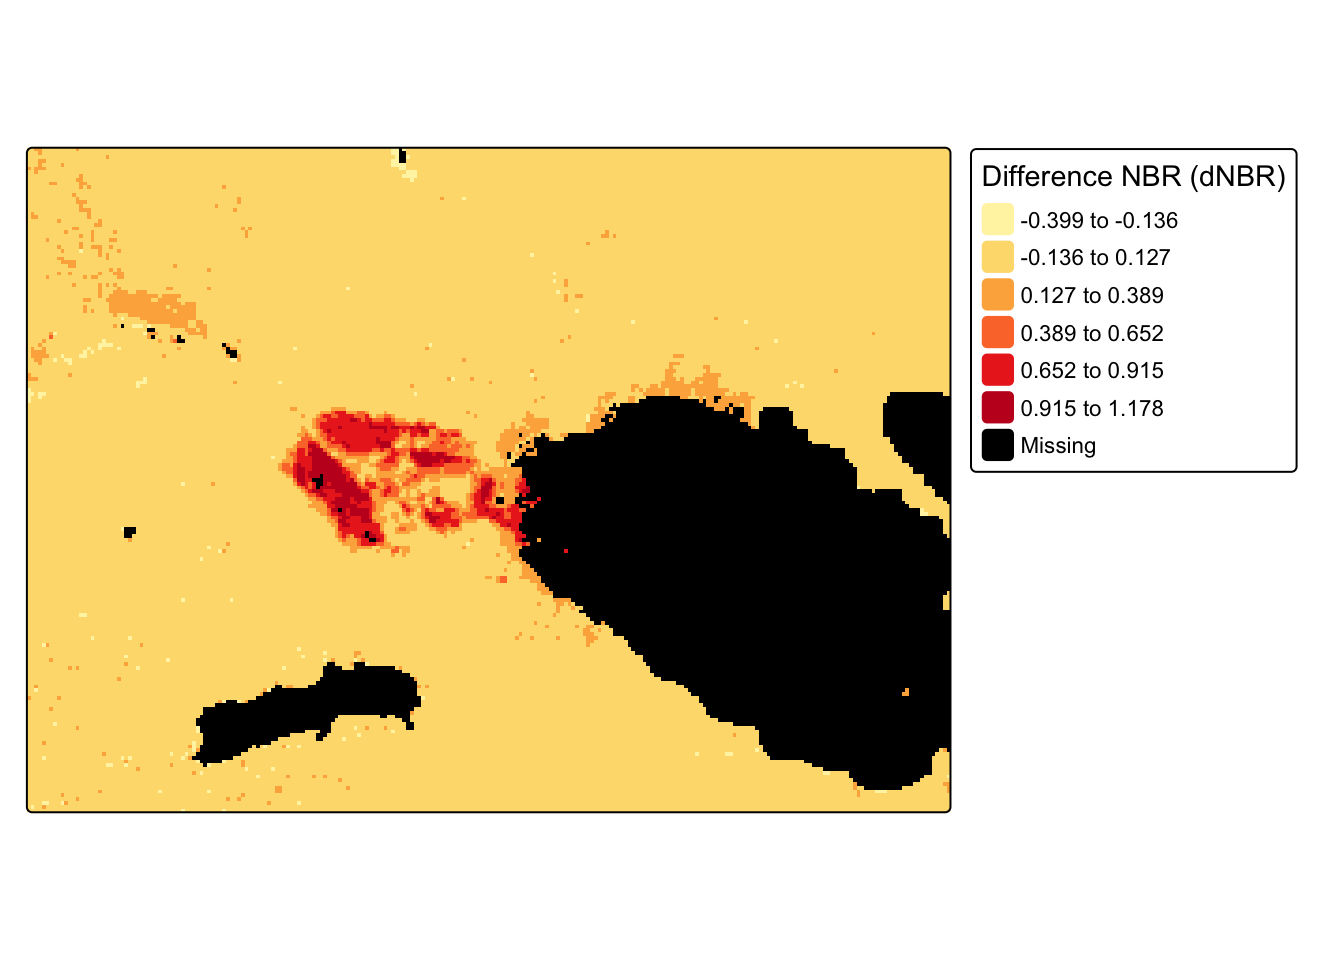 Difference NBR (dNBR)
-0.399 to -0.136
-0.136 to 0.127
0.127 to 0.389
0.389 to 0.652
0.652 to 0.915
0.915 to 1.178
Missing